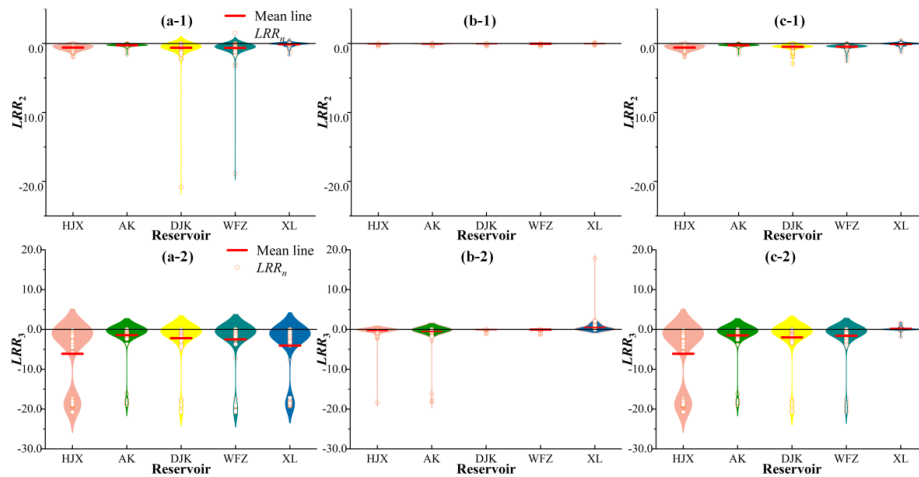 (a-1) (b-1) (c-1)
Mean line
LRRn
0.0 0.0 0.0
-10.0 -10.0 -10.0
-20.0 -20.0 -20.0
LRR2 LRR2 LRR2
HJX AK DJK WFZ XL HJX AK DJK WFZ XL HJX AK DJK WFZ XL
Reservoir Reservoir Reservoir
(a-2) (b-2) (c-2)
Mean line
LRRn
20.0 20.0 20.0
10.0 10.0 10.0
0.0 0.0 0.0
-10.0 -10.0 -10.0
-20.0 -20.0 -20.0
-30.0 -30.0 -30.0
LRR3 LRR3 LRR3
HJX AK DJK WFZ XL HJX AK DJK WFZ XL HJX AK DJK WFZ XL
Reservoir Reservoir Reservoir